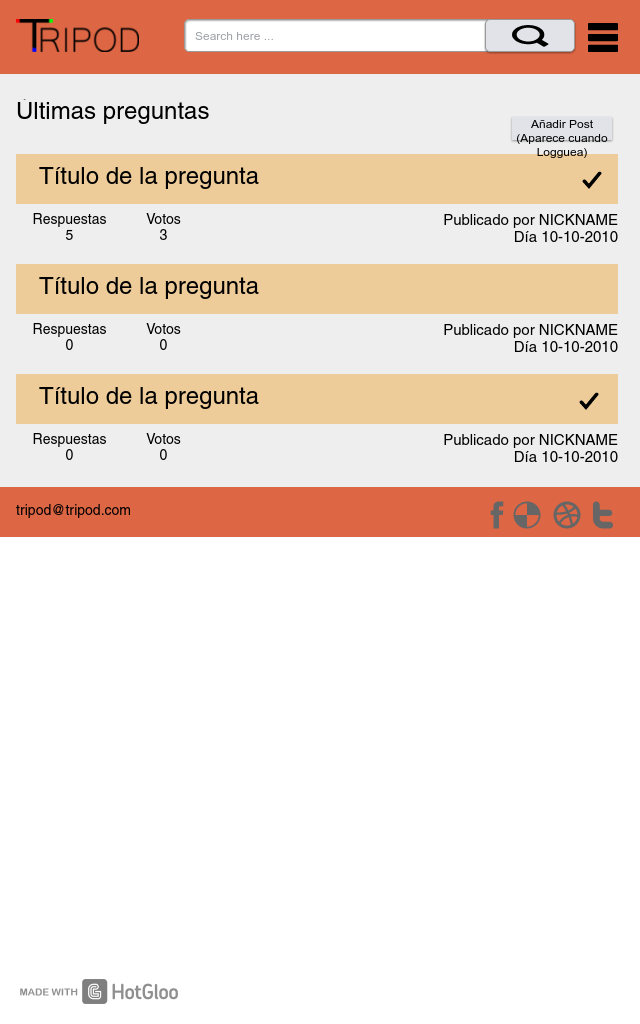 TRIPOD
Search here ...
Últimas preguntas
Añadir Post
(Aparece cuando
Logguea)
Título de la pregunta
Respuestas Votos Publicado por NICKNAME
5 3 Día 10-10-2010
Título de la pregunta
Respuestas Votos Publicado por NICKNAME
0 0 Día 10-10-2010
Título de la pregunta
Respuestas Votos Publicado por NICKNAME
0 0 Día 10-10-2010
tripod@tripod.com
MADE WITH HotGloo